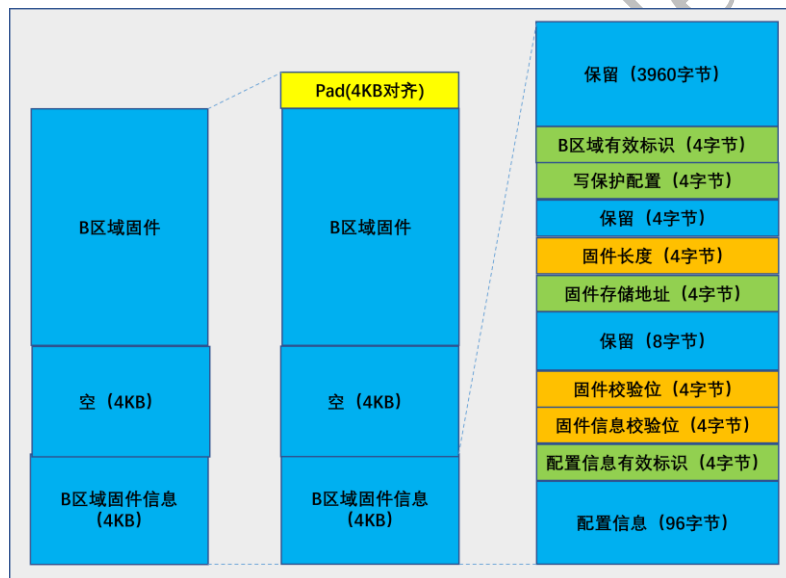 B区域固件
空（4KB）
B区域固件信息
（4KB）
Pad(4KB对齐)
B区域固件
空（4KB）
B区域固件信息
（4KB）
保留（3960字节）
B区域有效标识（4字节）
写保护配置（4字节）
保留（4字节）
固件长度（4字节）
固件存储地址（4字节）
保留（8字节）
固件校验位（4字节）
固件信息校验位（4字节）
配置信息有效标识（4字节）
配置信息（96字节）